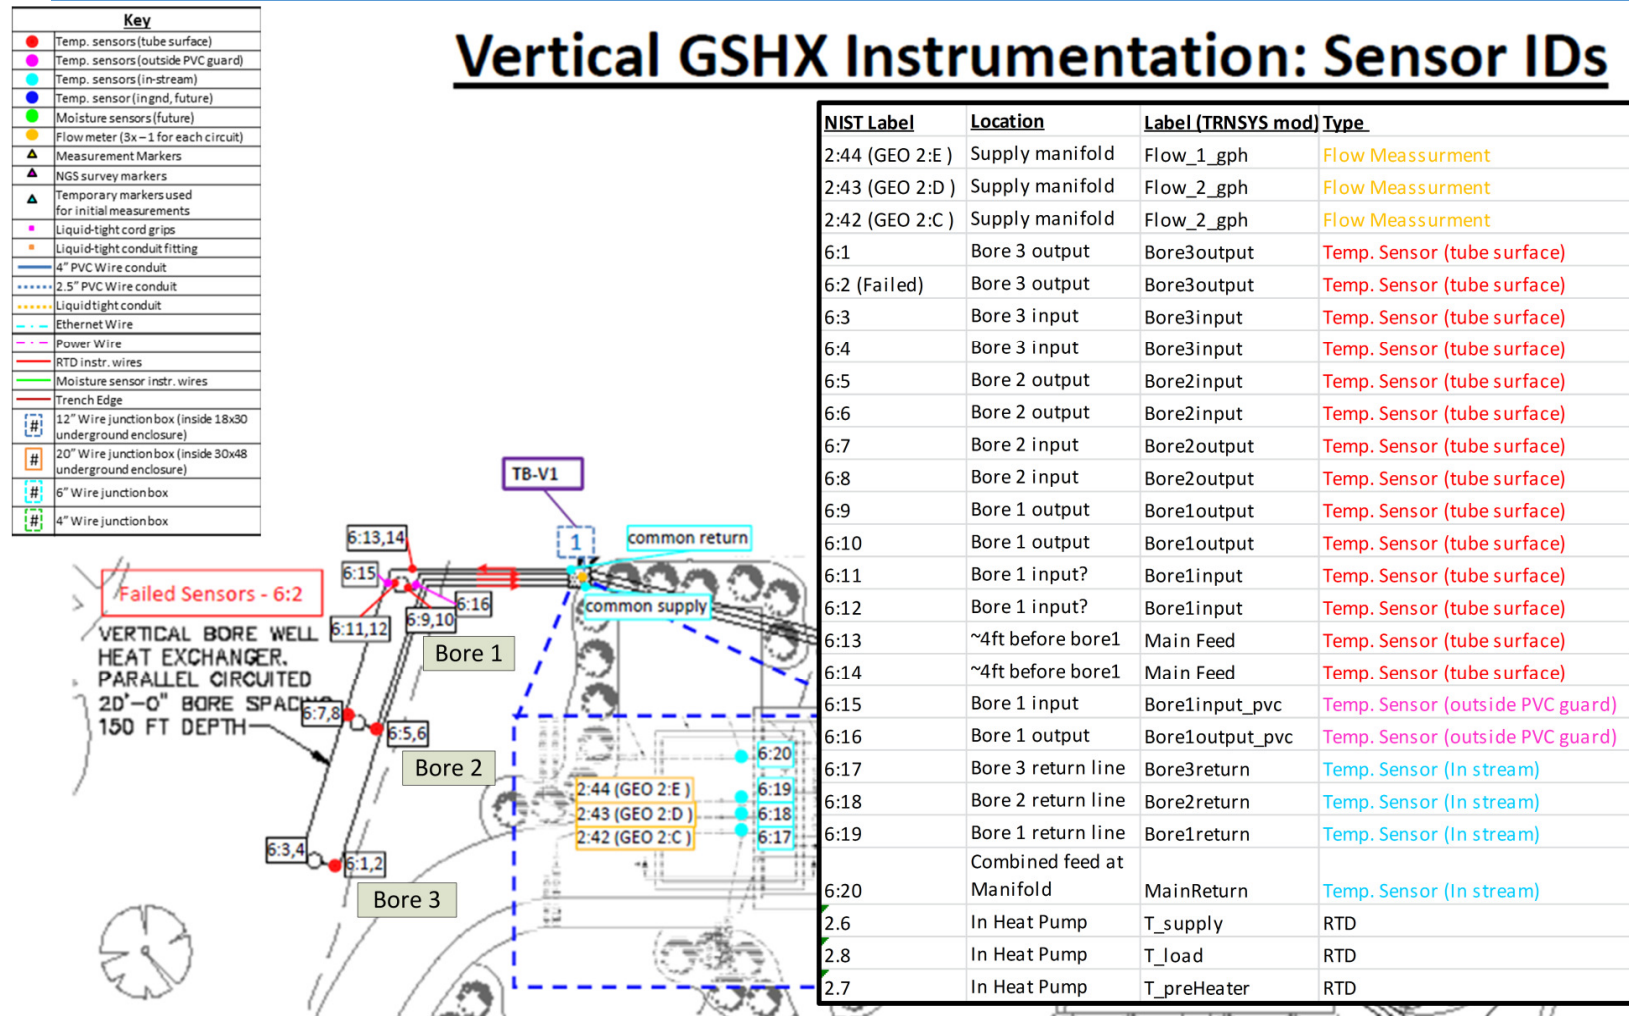 Vertical GSHX Instrumentation: Sensor IDs
Key
Temp. sensors (tube surface)
Temp. sensors (outside PVC guard)
Temp. sensors (in-stream)
Temp. sensor (in gnd, future)
Moisture sensors (future)
Flow meter (3x – 1 for each circuit)
Measurement Markers
NGS survey markers
Temporary markers used
for initial measurements
Liquid-tight cord grips
Liquid-tight conduit fitting
4" PVC Wire conduit
2.5" PVC Wire conduit
Liquid tight conduit
Ethernet Wire
Power Wire
RTD instr. wires
Moisture sensor instr. wires
Trench Edge
# 12" Wire junction box (inside 18x30
underground enclosure)
# 20" Wire junction box (inside 30x48
underground enclosure)
# 6" Wire junction box
# 4" Wire junction box
TB-V1
1
common return
common supply
6:13,14
6:15
6:16
6:11,12
6:9,10
Failed Sensors - 6:2
VERTICAL BORE WELL
HEAT EXCHANGER.
PARALLEL CIRCUITED
20'-0" BORE SPACING
150 FT DEPTH
Bore 1
6:7,8
6:5,6
Bore 2
6:3,4
6:1,2
Bore 3
6:20
2:44 (GEO 2:E )
6:19
2:43 (GEO 2:D )
6:18
2:42 (GEO 2:C )
6:17
NIST Label Location Label (TRNSYS mod) Type
2:44 (GEO 2:E ) Supply manifold Flow_1_gph Flow Meassurment
2:43 (GEO 2:D ) Supply manifold Flow_2_gph Flow Meassurment
2:42 (GEO 2:C ) Supply manifold Flow_2_gph Flow Meassurment
6:1 Bore 3 output Bore3output Temp. Sensor (tube surface)
6:2 (Failed) Bore 3 output Bore3output Temp. Sensor (tube surface)
6:3 Bore 3 input Bore3input Temp. Sensor (tube surface)
6:4 Bore 3 input Bore3input Temp. Sensor (tube surface)
6:5 Bore 2 output Bore2input Temp. Sensor (tube surface)
6:6 Bore 2 output Bore2input Temp. Sensor (tube surface)
6:7 Bore 2 input Bore2output Temp. Sensor (tube surface)
6:8 Bore 2 input Bore2output Temp. Sensor (tube surface)
6:9 Bore 1 output Bore1output Temp. Sensor (tube surface)
6:10 Bore 1 output Bore1output Temp. Sensor (tube surface)
6:11 Bore 1 input? Bore1input Temp. Sensor (tube surface)
6:12 Bore 1 input? Bore1input Temp. Sensor (tube surface)
6:13 ~4ft before bore1 Main Feed Temp. Sensor (tube surface)
6:14 ~4ft before bore1 Main Feed Temp. Sensor (tube surface)
6:15 Bore 1 input Bore1input_pvc Temp. Sensor (outside PVC guard)
6:16 Bore 1 output Bore1output_pvc Temp. Sensor (outside PVC guard)
6:17 Bore 3 return line Bore3return Temp. Sensor (In stream)
6:18 Bore 2 return line Bore2return Temp. Sensor (In stream)
6:19 Bore 1 return line Bore1return Temp. Sensor (In stream)
Combined feed at
6:20 Manifold MainReturn Temp. Sensor (In stream)
2.6 In Heat Pump T_supply RTD
2.8 In Heat Pump T_load RTD
2.7 In Heat Pump T_preHeater RTD